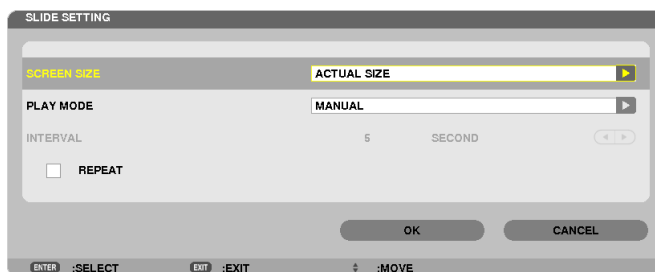 SLIDE SETTING
SCREEN SIZE ACTUAL SIZE
PLAY MODE MANUAL
INTERVAL 5 SECOND
REPEAT
OK CANCEL
ENTER :SELECT EXIT :EXIT :MOVE